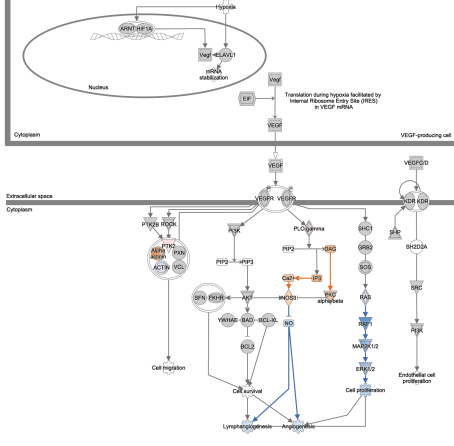 Hypoxia
ARNT:HIF1A
Vegf
ELAVL1
mRNA
stabilization
Nucleus
Vegf
EIF
Translation during hypoxia facilitated by
Internal Ribosome Entry Site (IRES)
in VEGF mRNA
VEGF
Cytoplasm
VEGF-producing cell
VEGF
VEGFC/D
Extracellular space
Cytoplasm
VEGFR
VEGFR
KDR
KDR
PTK2B
ROCK
PI3K
PLC-gamma
SHC1
SHP
PTK2
Alpha
actinin
PXN
ACTIN
VCL
PIP2
PIP3
PIP2
DAG
GRB2
SH2D2A
SOS
Ca2+
IP3
SFN
FKHR
AKT
NOS3
PKC
alpha/beta
RAS
SRC
YWHAE
BAD
BCL-XL
NO
RAF1
PI3K
BCL2
MAP2K1/2
ERK1/2
Cell migration
Cell survival
Cell proliferation
Endothelial cell
proliferation
Lymphangiogenesis
Angiogenesis